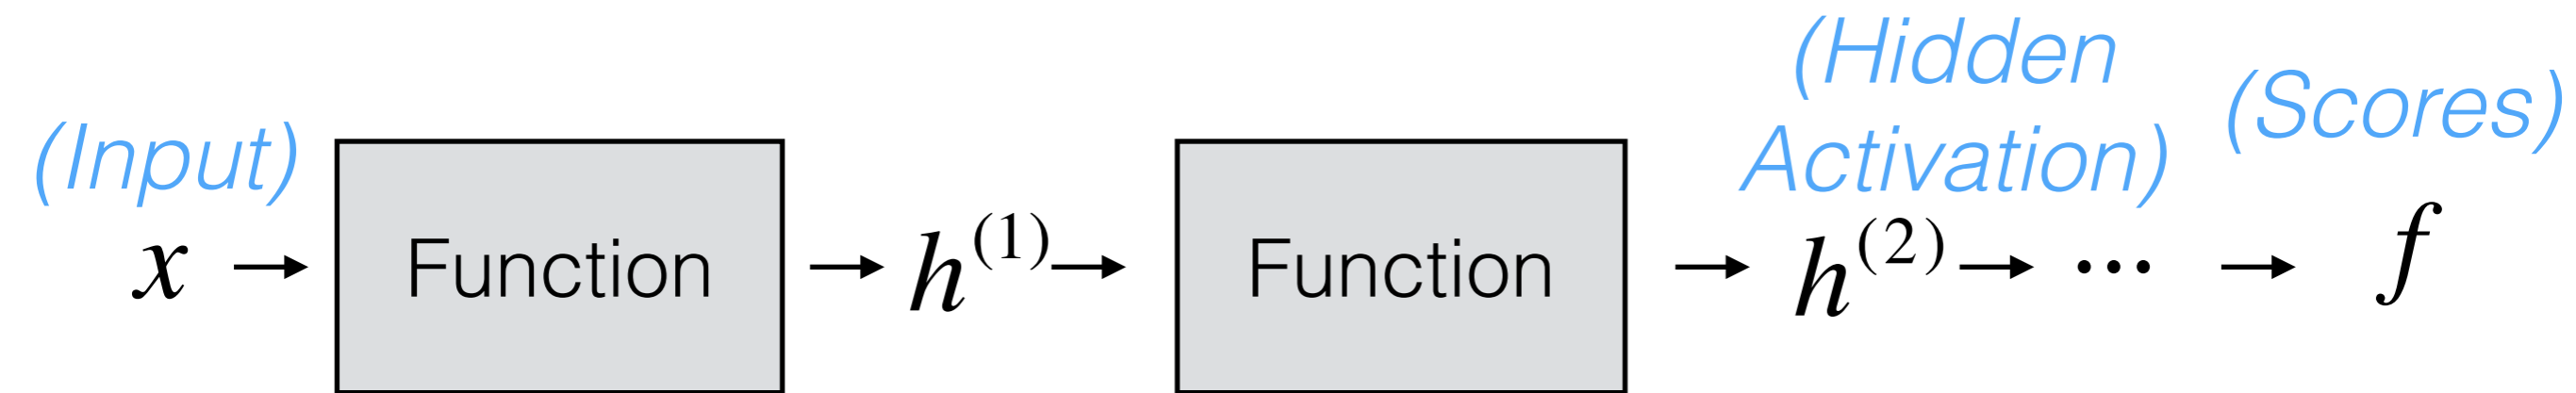 (Input)
(Hidden
Activation)
(Scores)
x → Function → h^(1) → Function → h^(2) → ... → f